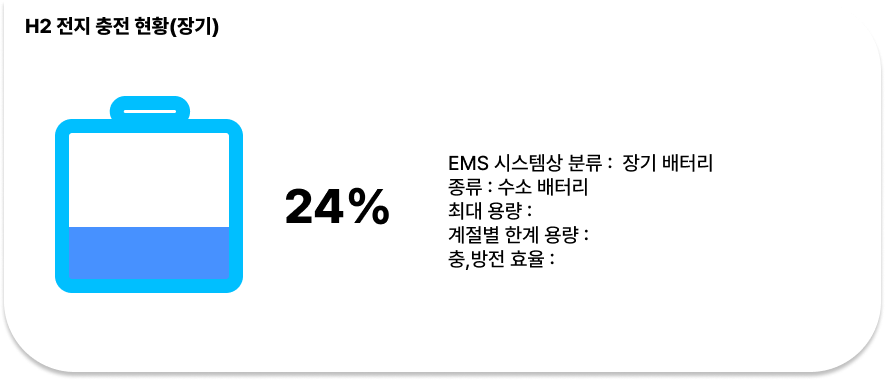 H2 전지 충전 현황(장기)
24%
EMS 시스템상 분류 : 장기 배터리
종류 : 수소 배터리
최대 용량 :
계절별 한계 용량 :
충,방전 효율 :